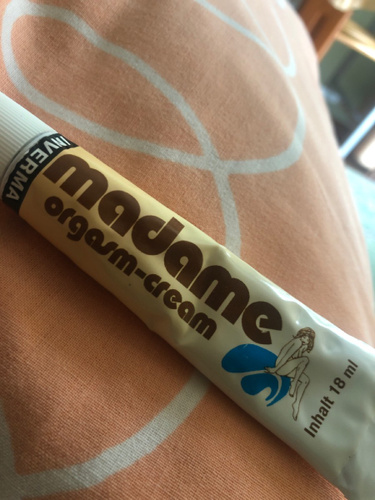 INVERMA
madame
orgasm-cream
Inhalt 18 ml